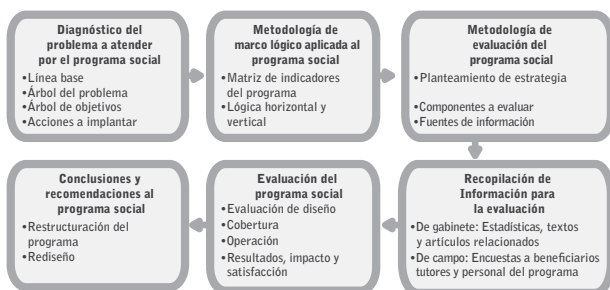 Diagnóstico del
problema a atender
por el programa social
•Línea base
•Árbol del problema
•Árbol de objetivos
•Acciones a implantar
Metodología de
marco lógico aplicada al
programa social
•Matriz de indicadores
del programa
•Lógica horizontal y
vertical
Metodología de
evaluación del
programa social
•Planteamiento de estrategia
•Componentes a evaluar
•Fuentes de información
Recopilación de
Información para
la evaluación
•De gabinete: Estadísticas, textos
y artículos relacionados
•De campo: Encuestas a beneficiarios
tutores y personal del programa
Evaluación del
programa social
•Evaluación de diseño
•Cobertura
•Operación
•Resultados, impacto y
satisfacción
Conclusiones y
recomendaciones al
programa social
•Restructuración del
programa
•Rediseño